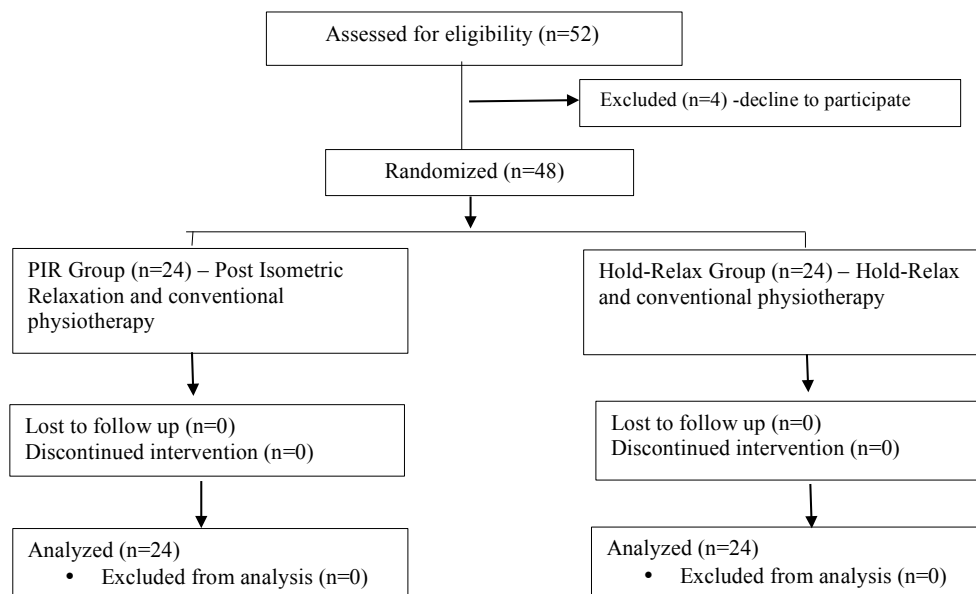 Assessed for eligibility (n=52)
Excluded (n=4) -decline to participate
Randomized (n=48)
PIR Group (n=24) – Post Isometric
Relaxation and conventional
physiotherapy
Hold-Relax Group (n=24) – Hold-Relax
and conventional physiotherapy
Lost to follow up (n=0)
Discontinued intervention (n=0)
Lost to follow up (n=0)
Discontinued intervention (n=0)
Analyzed (n=24)
• Excluded from analysis (n=0)
Analyzed (n=24)
• Excluded from analysis (n=0)